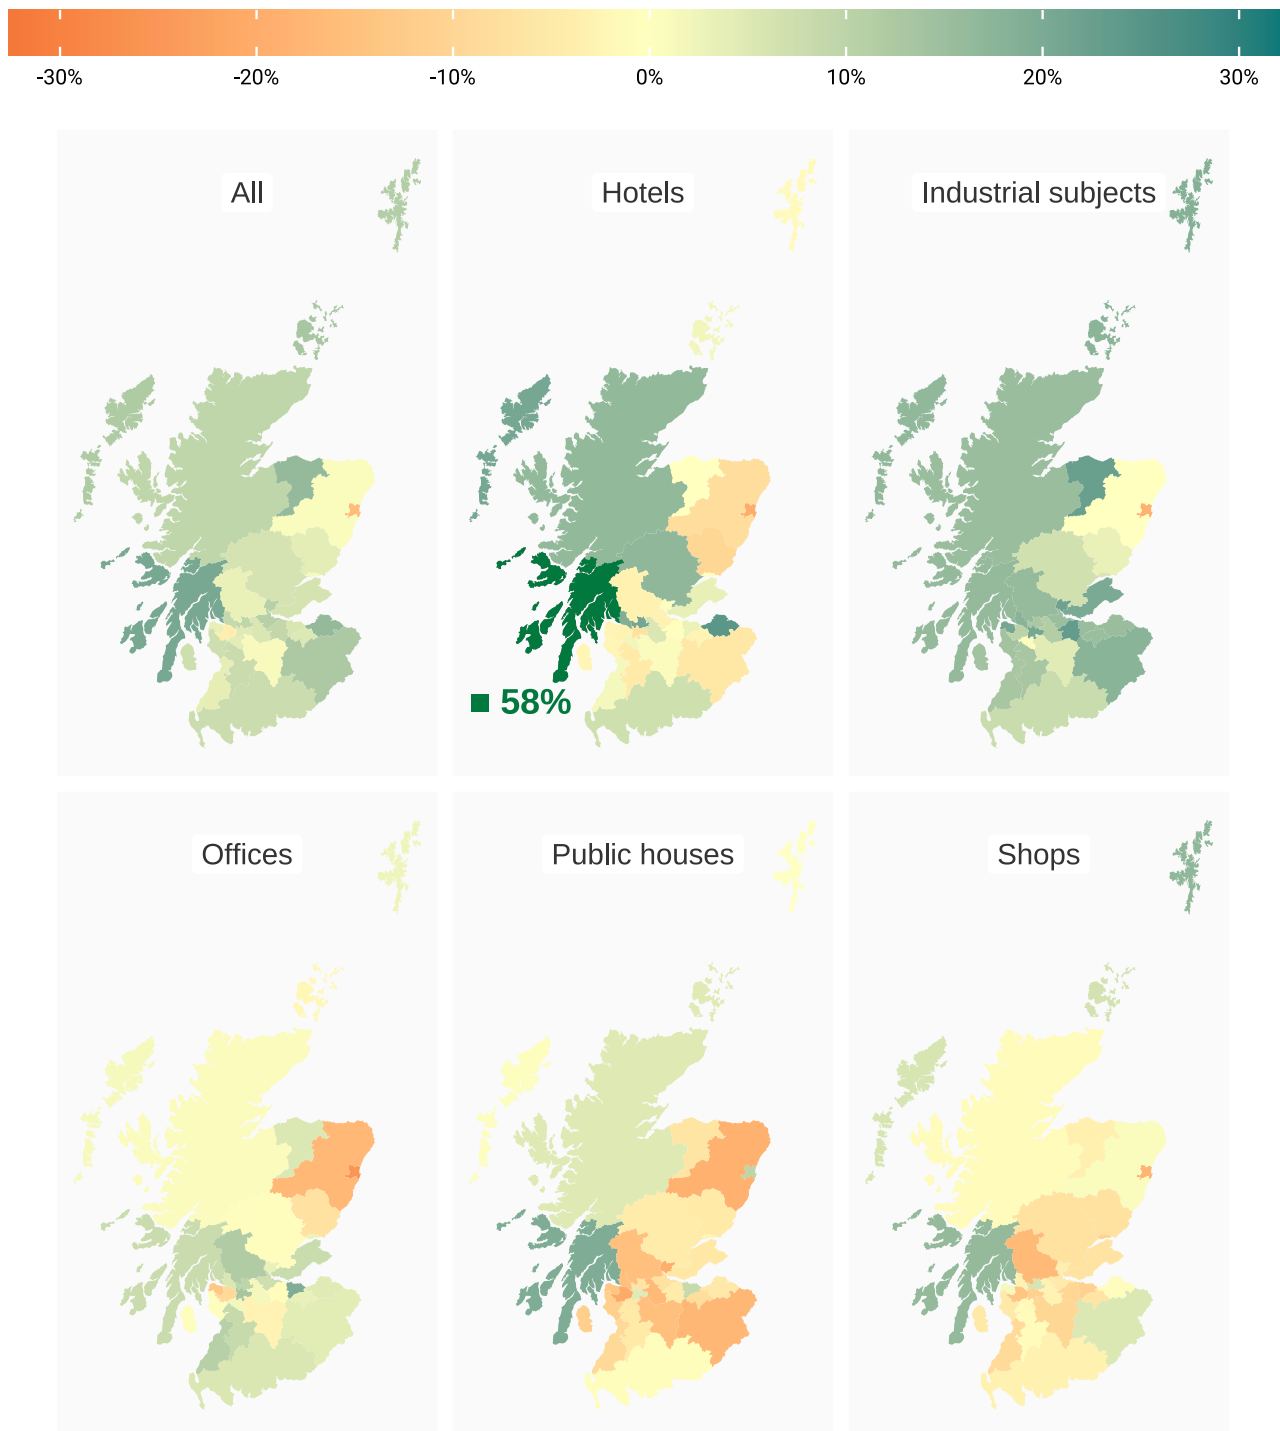 -30% -20% -10% 0% 10% 20% 30%
All
Hotels
Industrial subjects
58%
Offices
Public houses
Shops